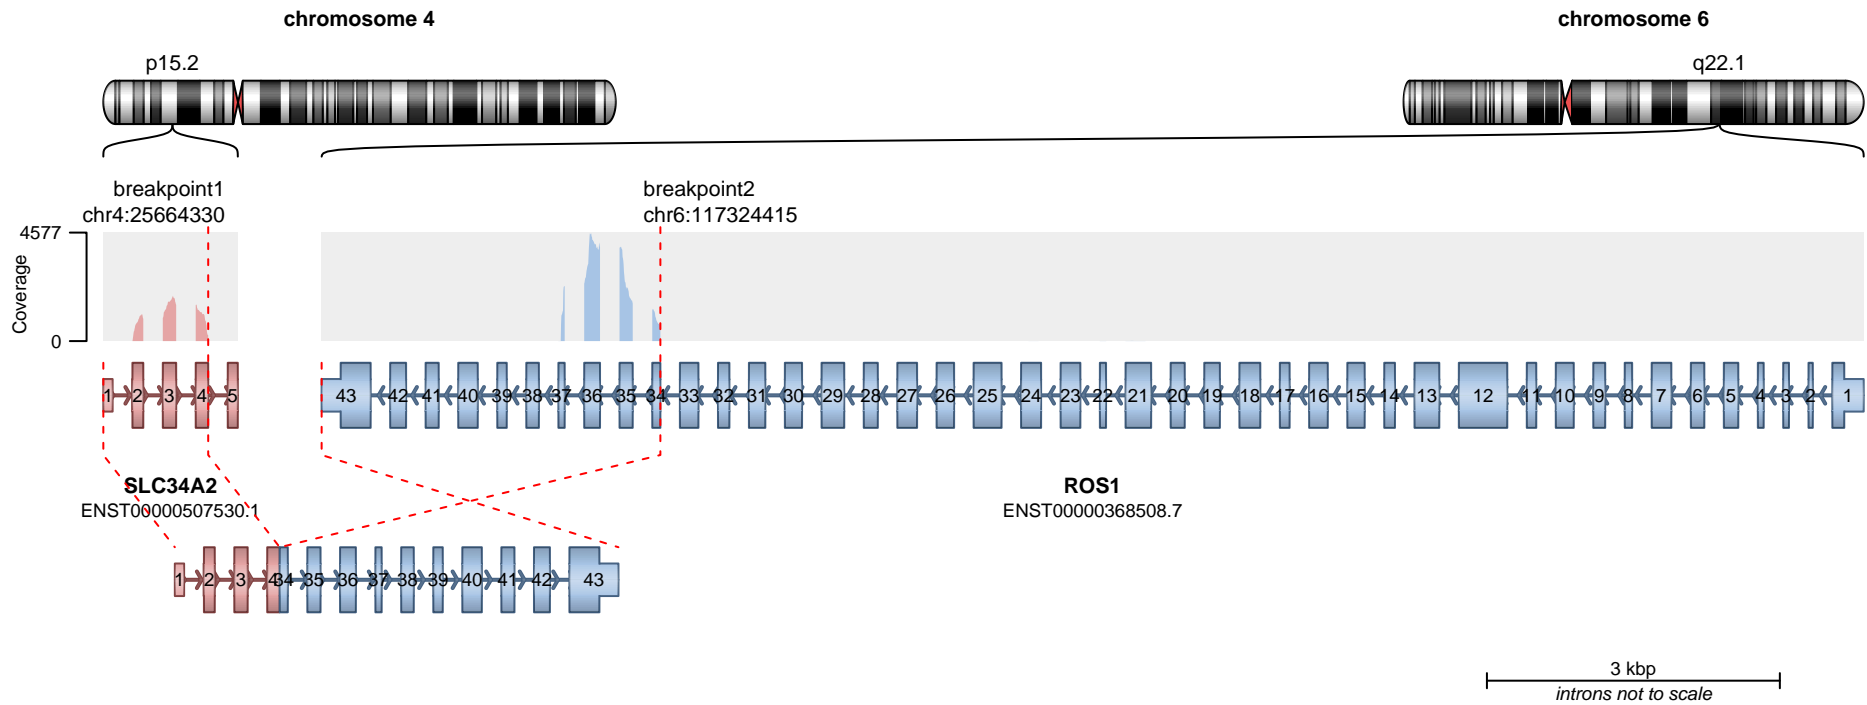 chromosome 4
chromosome 6
p15.2
q22.1
breakpoint1
chr4:25664330
breakpoint2
chr6:117324415
4577
Coverage
0
1 2 3 4 5
43 42 41 40 39 38 37 36 35 34 33 32 31 30 29 28 27 26 25 24 23 22 21 20 19 18 17 16 15 14 13 12 11 10 9 8 7 6 5 4 3 2 1
SLC34A2
ENST00000507530.1
ROS1
ENST00000368508.7
1 2 3 4 34 35 36 37 38 39 40 41 42 43
3 kbp
introns not to scale